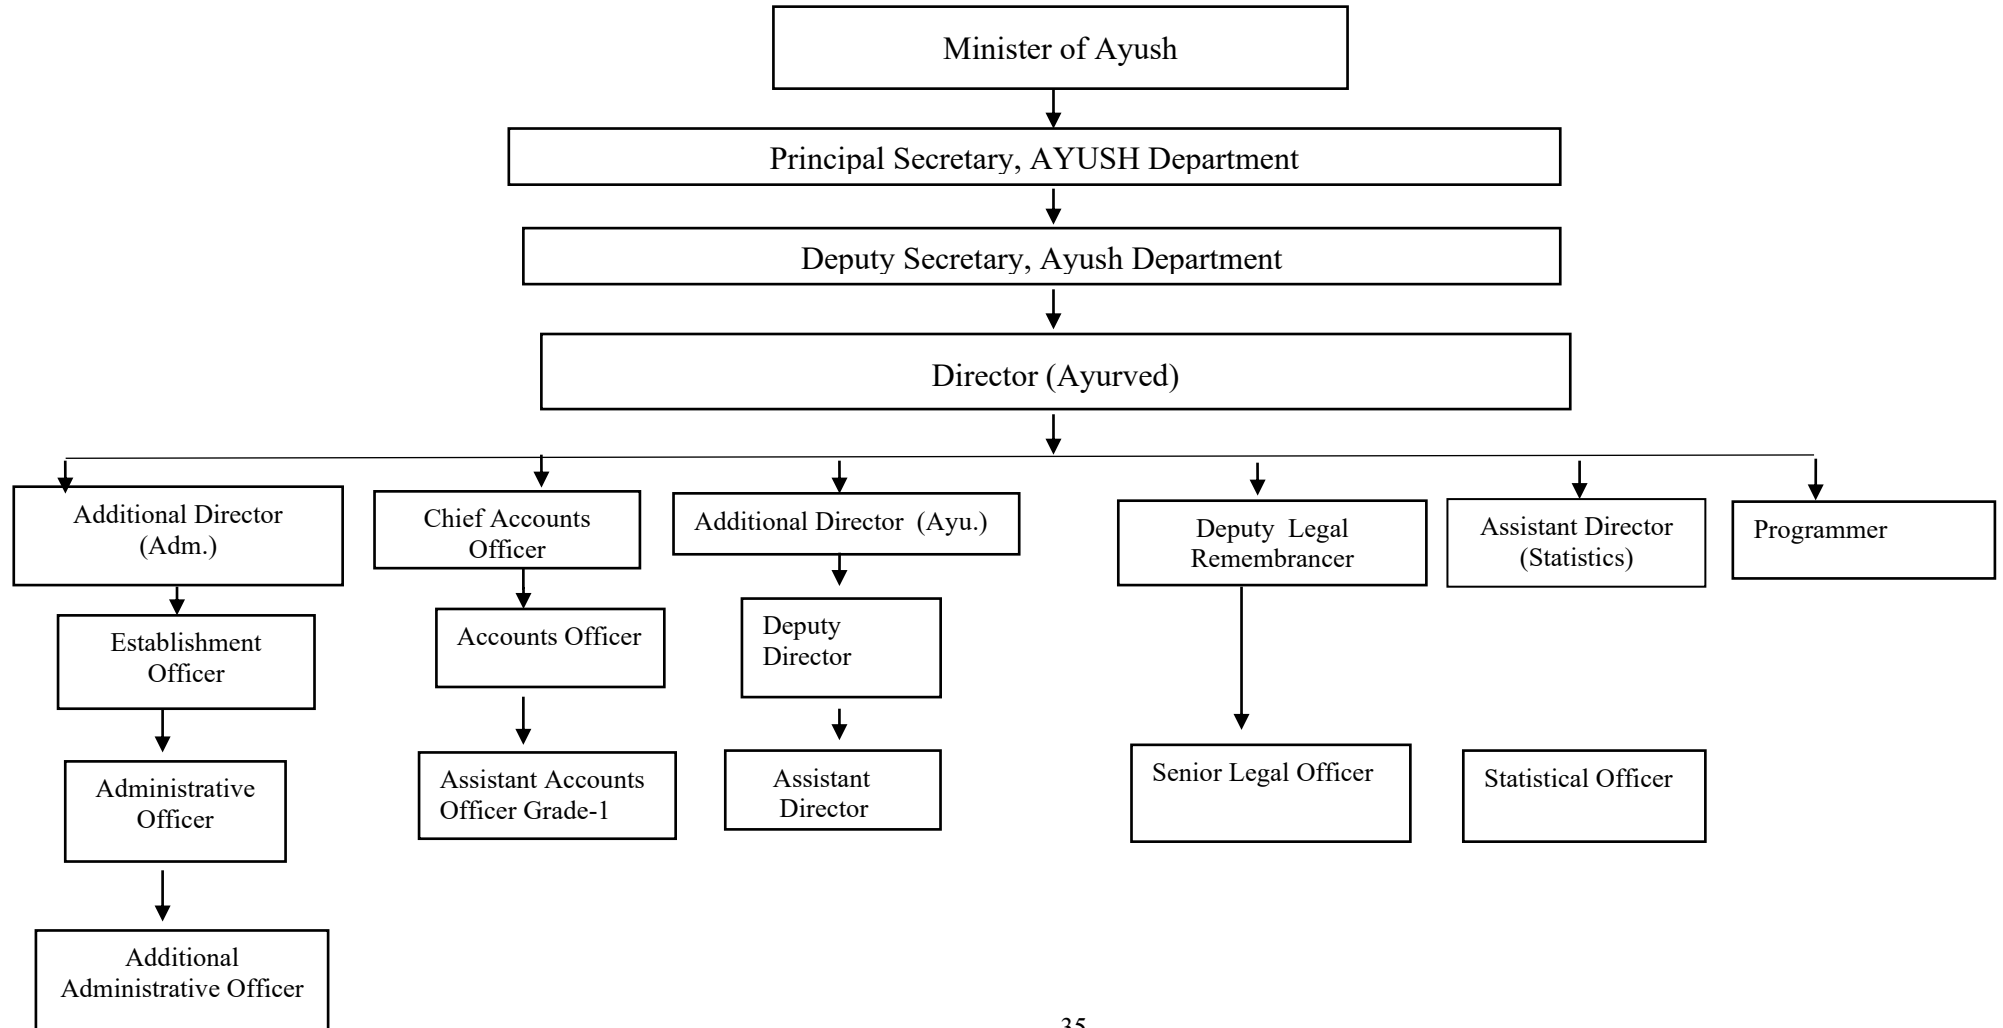 Minister of Ayush
Principal Secretary, AYUSH Department
Deputy Secretary, Ayush Department
Director (Ayurved)
Additional Director
(Adm.)
Chief Accounts
Officer
Additional Director (Ayu.)
Deputy Legal
Remembrancer
Assistant Director
(Statistics)
Programmer
Establishment
Officer
Accounts Officer
Deputy
Director
Administrative
Officer
Assistant Accounts
Officer Grade-1
Assistant
Director
Senior Legal Officer
Statistical Officer
Additional
Administrative Officer
35